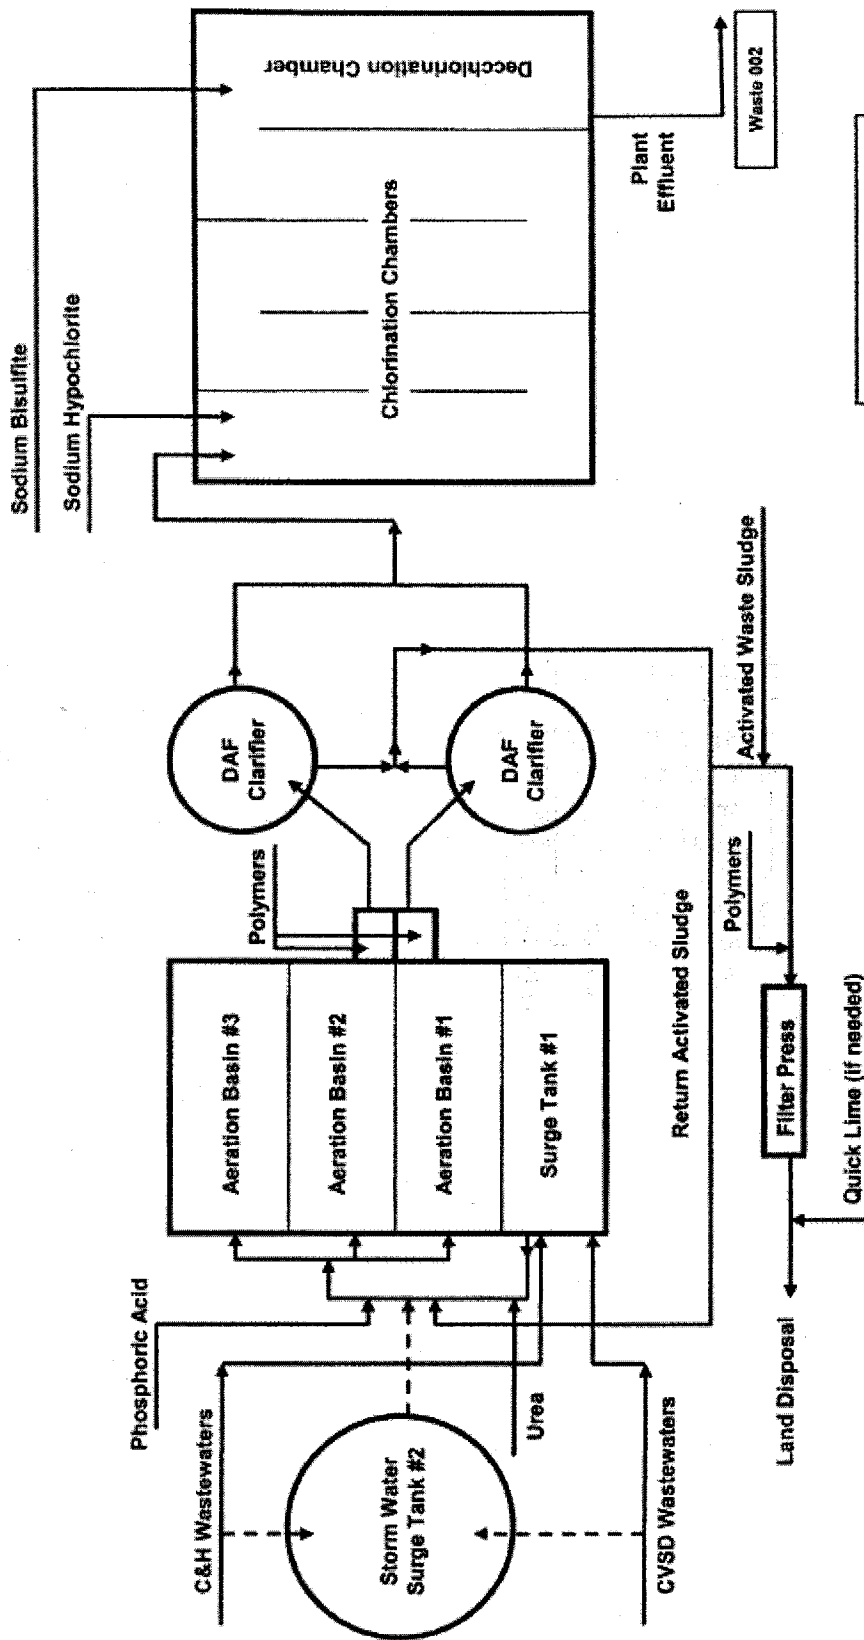 Sodium Bisulfite
Sodium Hypochlorite
Phosphoric Acid
C&H Wastewaters
Storm Water
Surge Tank #2
Urea
CVSD Wastewaters
Aeration Basin #3
Aeration Basin #2
Aeration Basin #1
Surge Tank #1
Polymers
DAF
Clarifier
DAF
Clarifier
Chlorination Chambers
Decchlorination Chamber
Plant
Effluent
Waste 002
Return Activated Sludge
Activated Waste Sludge
Polymers
Filter Press
Land Disposal
Quick Lime (if needed)